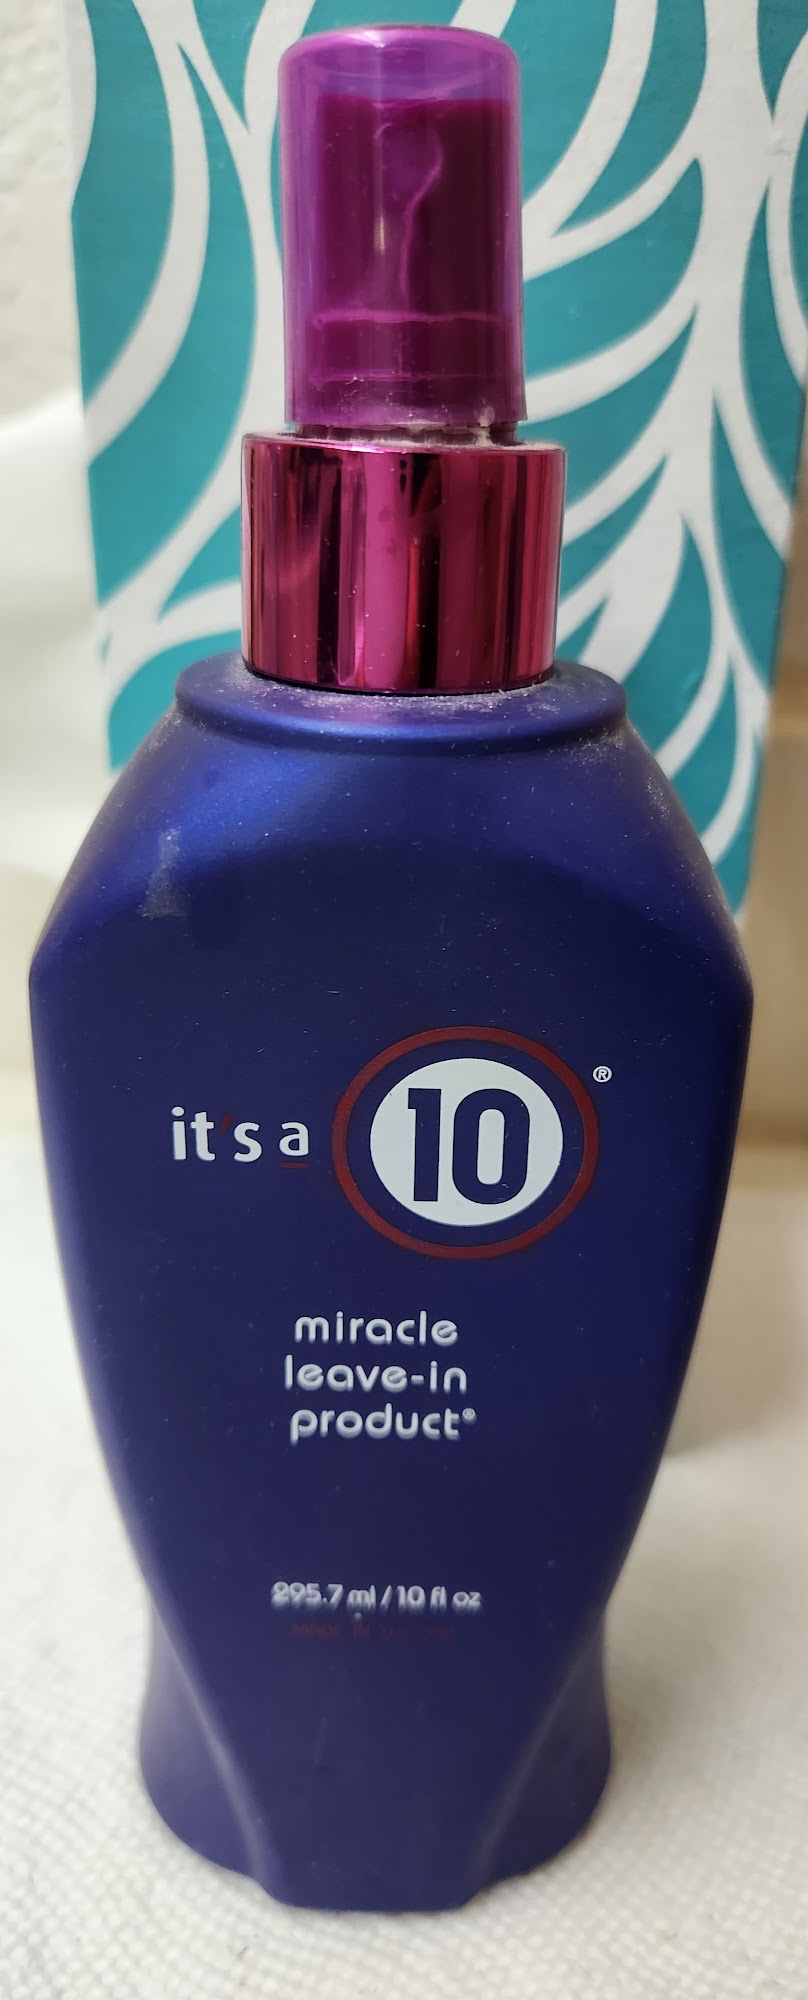 it's a 10®
miracle
leave-in
product®
295.7 ml / 10 fl oz